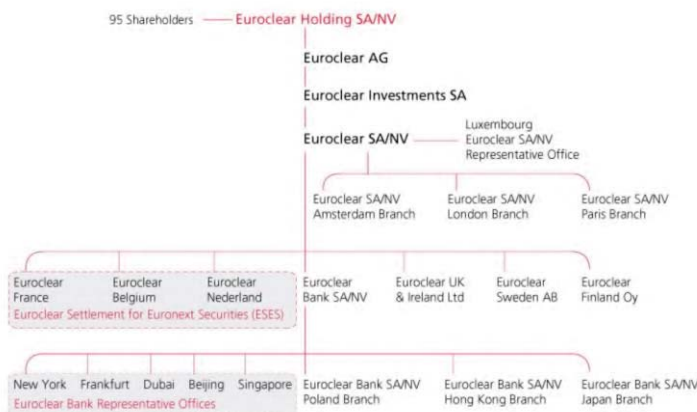 95 Shareholders
Euroclear Holding SA/NV
Euroclear AG
Euroclear Investments SA
Euroclear SA/NV
Luxembourg
Euroclear SA/NV
Representative Office
Euroclear SA/NV
Amsterdam Branch
Euroclear SA/NV
London Branch
Euroclear SA/NV
Paris Branch
Euroclear
France
Euroclear
Belgium
Euroclear
Nederland
Euroclear Settlement for Euronext Securities (ESES)
Euroclear
Bank SA/NV
Euroclear UK
& Ireland Ltd
Euroclear
Sweden AB
Euroclear
Finland Oy
New York
Frankfurt
Dubai
Beijing
Singapore
Euroclear Bank Representative Offices
Euroclear Bank SA/NV
Poland Branch
Euroclear Bank SA/NV
Hong Kong Branch
Euroclear Bank SA/NV
Japan Branch